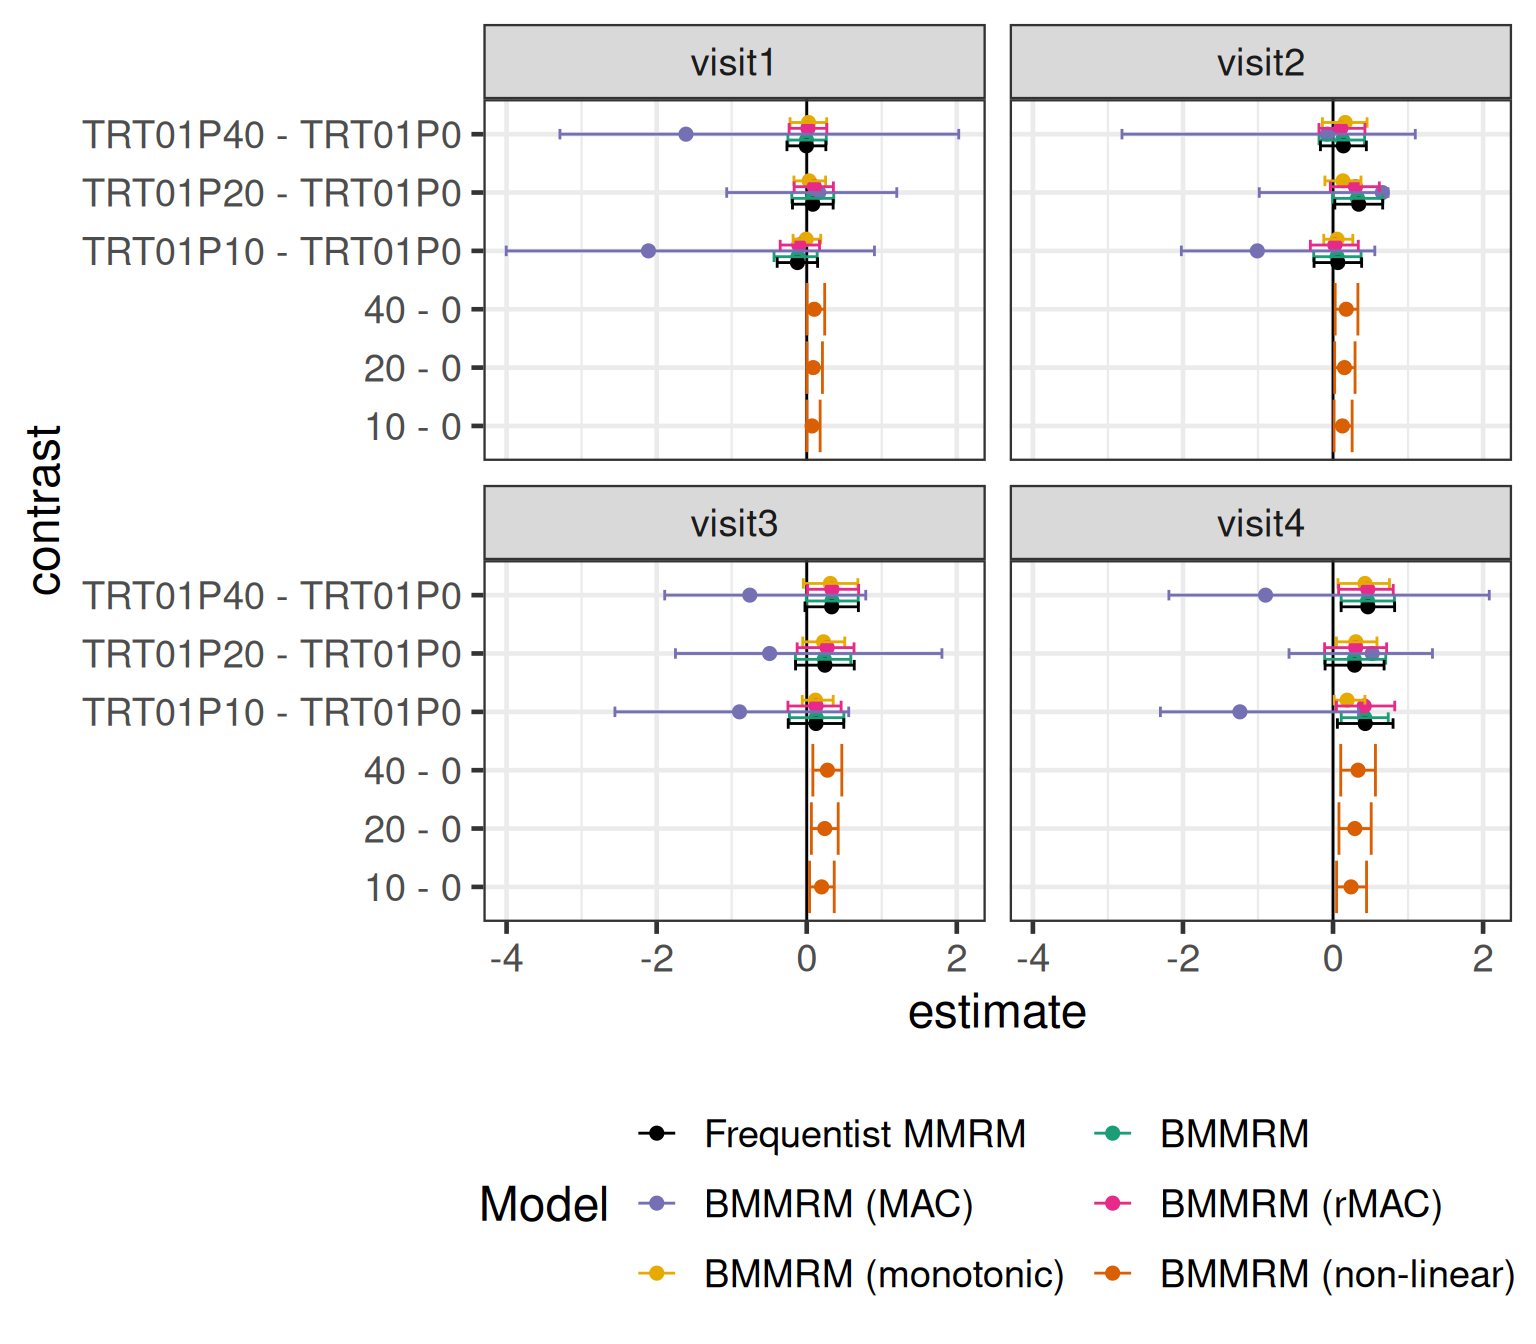 visit1
visit2
TRT01P40 - TRT01P0
TRT01P20 - TRT01P0
TRT01P10 - TRT01P0
40 - 0
20 - 0
10 - 0
contrast
visit3
visit4
TRT01P40 - TRT01P0
TRT01P20 - TRT01P0
TRT01P10 - TRT01P0
40 - 0
20 - 0
10 - 0
-4 -2 0 2 -4 -2 0 2
estimate
Model
Frequentist MMRM
BMMRM
BMMRM (MAC)
BMMRM (rMAC)
BMMRM (monotonic)
BMMRM (non-linear)